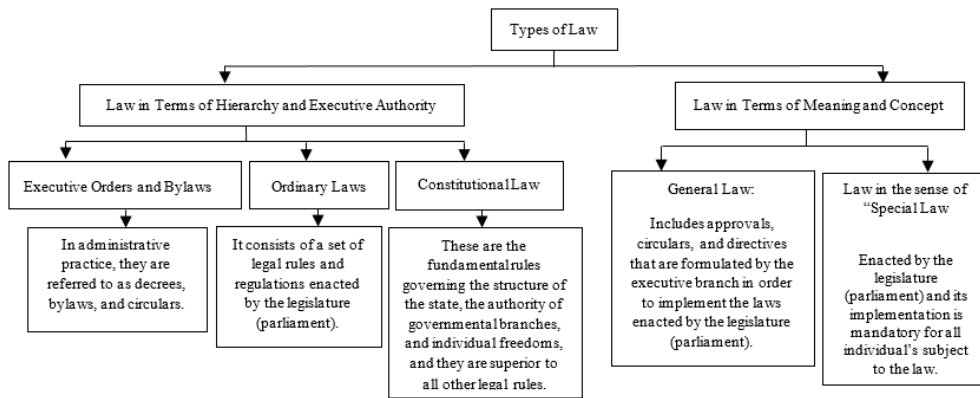 Types of Law
Law in Terms of Hierarchy and Executive Authority
Law in Terms of Meaning and Concept
Executive Orders and Bylaws
Ordinary Laws
Constitutional Law
In administrative
practice, they are
referred to as decrees,
bylaws, and circulars.
It consists of a set of
legal rules and
regulations enacted
by the legislature
(parliament).
These are the
fundamental rules
governing the structure of
the state, the authority of
governmental branches,
and individual freedoms,
and they are superior to
all other legal rules.
General Law:
Includes approvals,
circulars, and directives
that are formulated by the
executive branch in order
to implement the laws
enacted by the legislature
(parliament).
Law in the sense of
“Special Law
Enacted by the
legislature
(parliament) and its
implementation is
mandatory for all
individual’s subject
to the law.